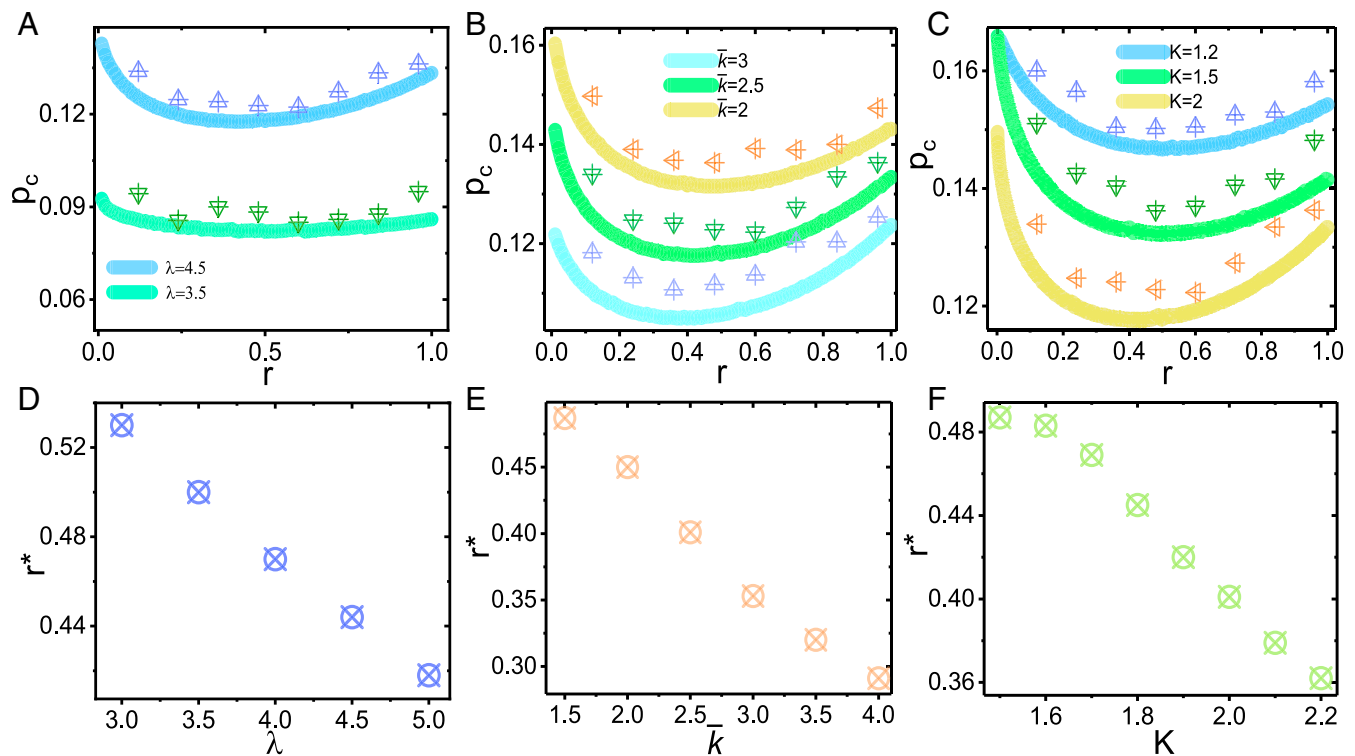 A
p_c
0.12
0.09
0.06
λ=4.5
λ=3.5
0.0
0.5
1.0
r
B
p_c
0.16
0.14
0.12
k̄=3
k̄=2.5
k̄=2
0.0
0.2
0.4
0.6
0.8
1.0
r
C
p_c
0.16
0.14
0.12
K=1.2
K=1.5
K=2
0.0
0.2
0.4
0.6
0.8
1.0
r
D
r*
0.52
0.48
0.44
3.0
3.5
4.0
4.5
5.0
λ
E
r*
0.45
0.40
0.35
0.30
1.5
2.0
2.5
3.0
3.5
4.0
k̄
F
r*
0.48
0.44
0.40
0.36
1.6
1.8
2.0
2.2
K